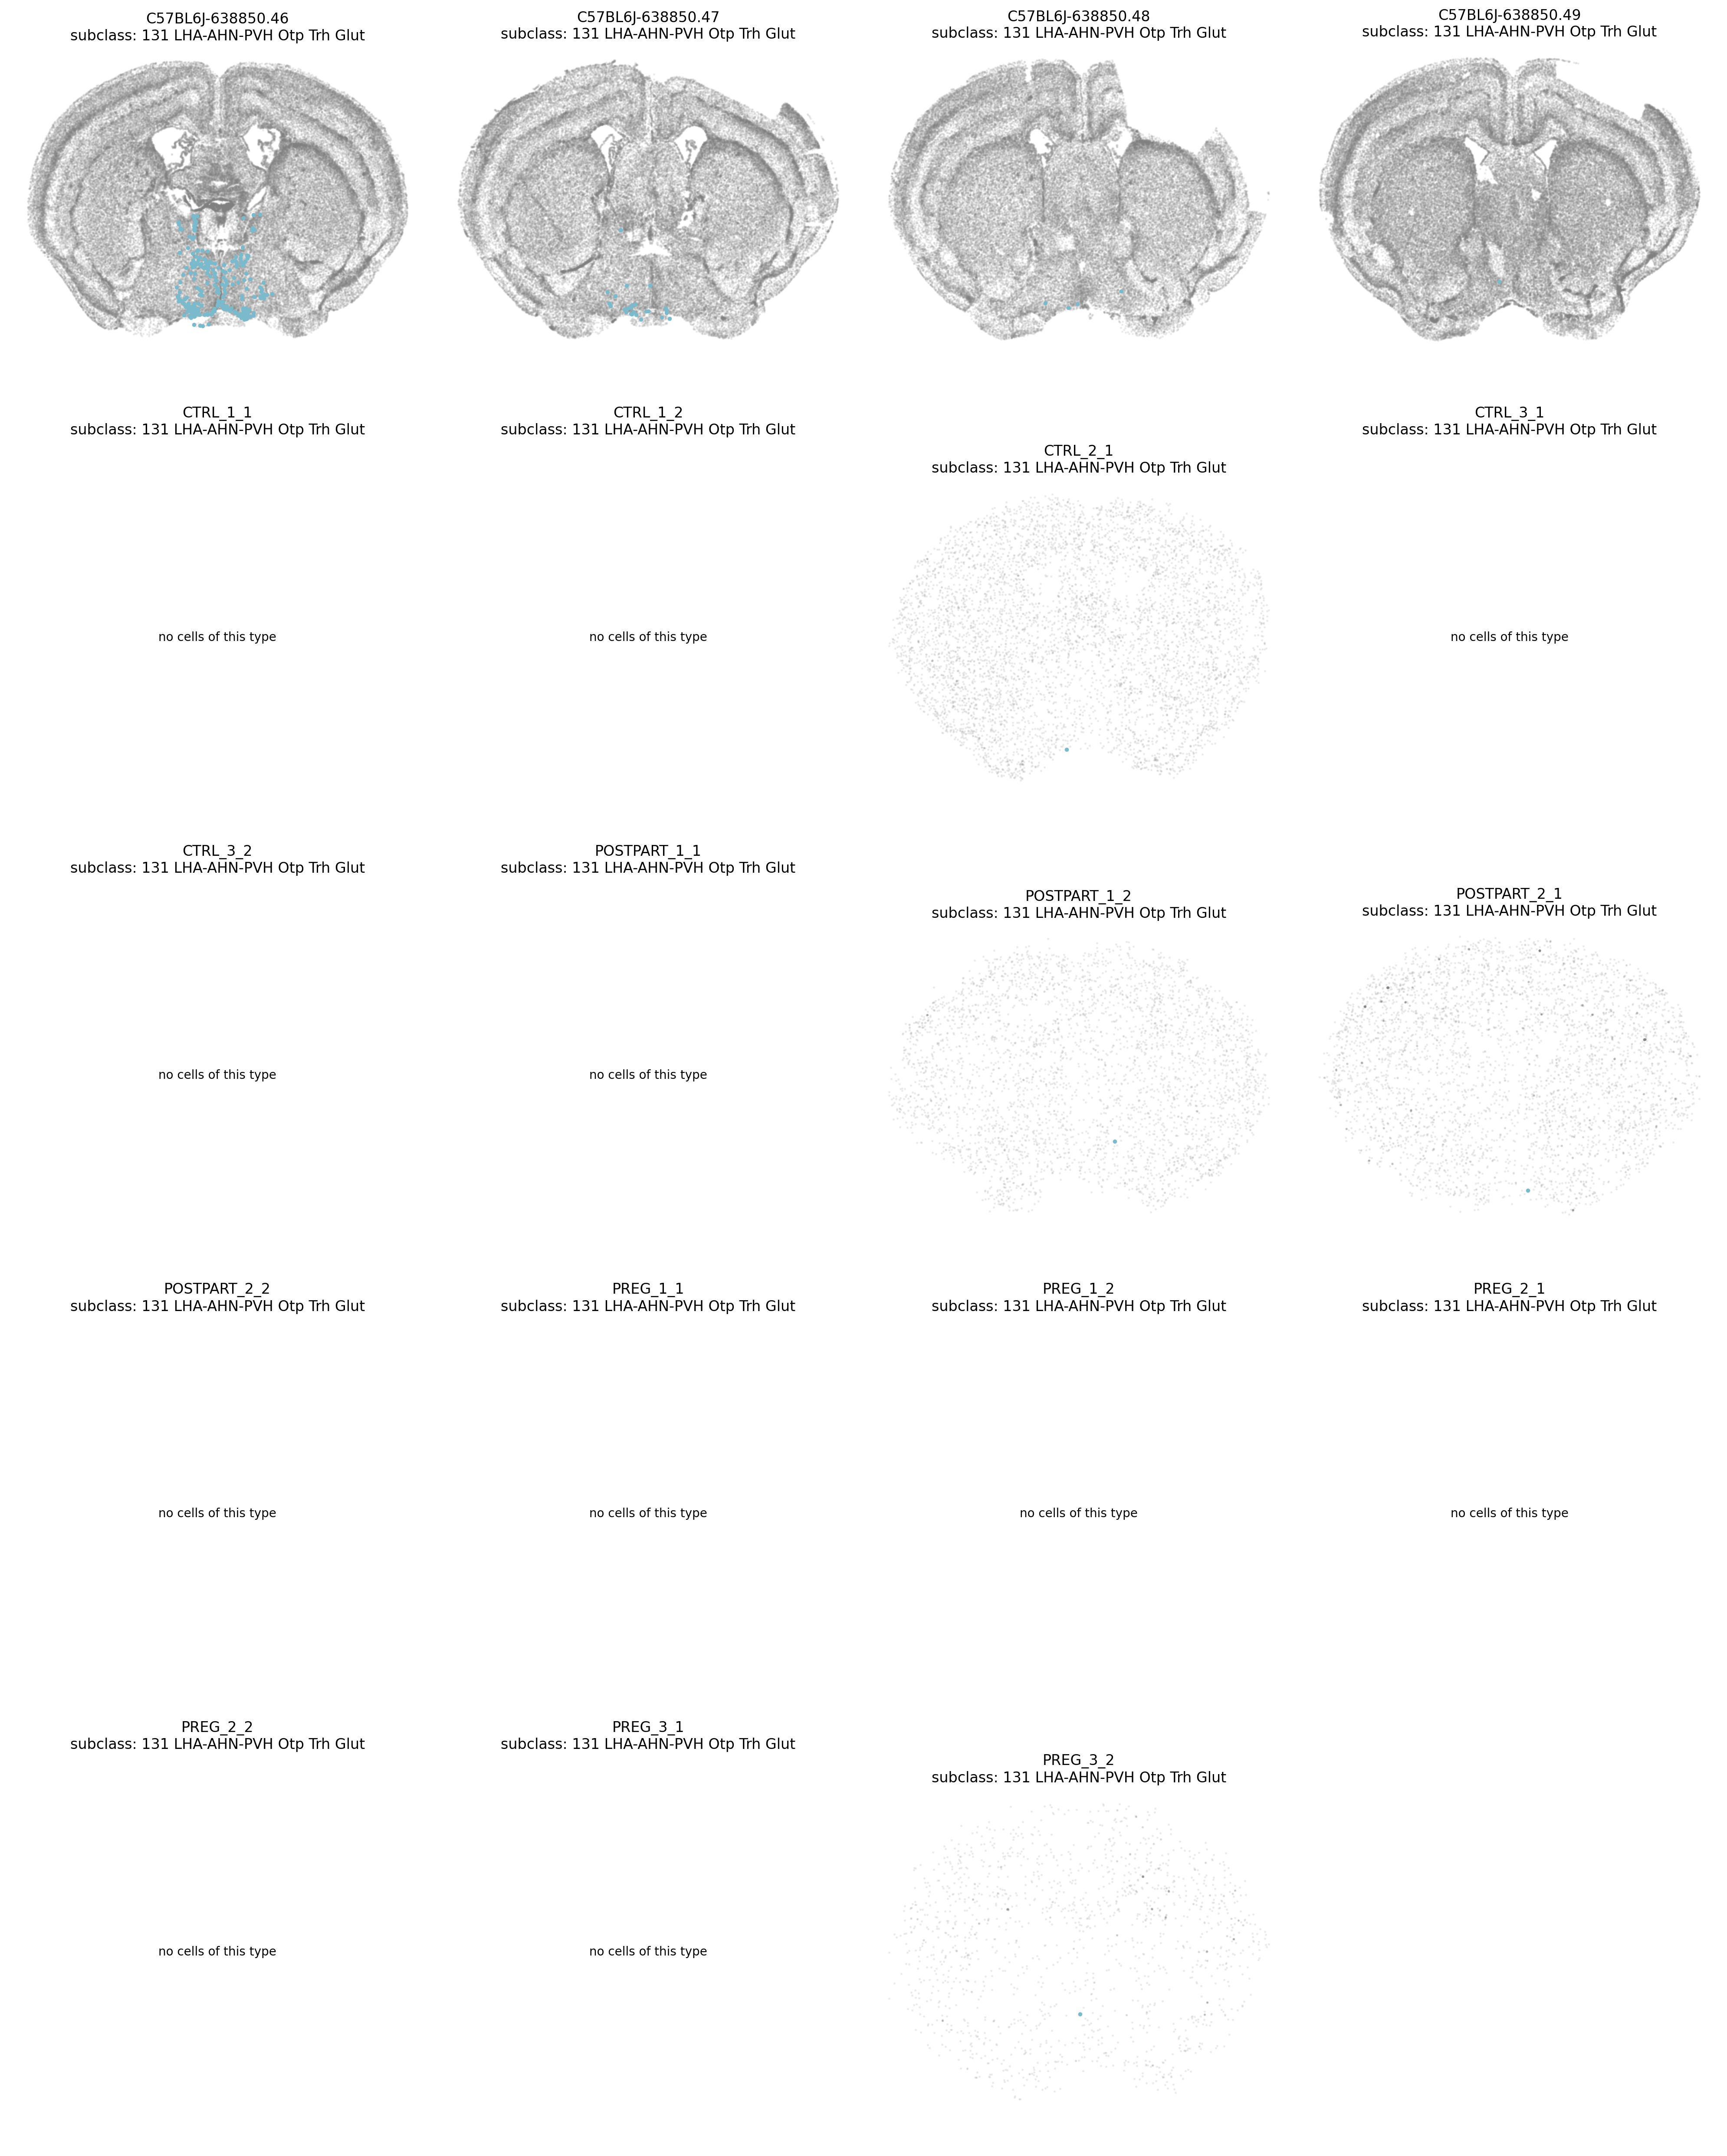 C57BL6J-638850.46
subclass: 131 LHA-AHN-PVH Otp Trh Glut
C57BL6J-638850.47
subclass: 131 LHA-AHN-PVH Otp Trh Glut
C57BL6J-638850.48
subclass: 131 LHA-AHN-PVH Otp Trh Glut
C57BL6J-638850.49
subclass: 131 LHA-AHN-PVH Otp Trh Glut
CTRL_1_1
subclass: 131 LHA-AHN-PVH Otp Trh Glut
no cells of this type
CTRL_1_2
subclass: 131 LHA-AHN-PVH Otp Trh Glut
no cells of this type
CTRL_2_1
subclass: 131 LHA-AHN-PVH Otp Trh Glut
CTRL_3_1
subclass: 131 LHA-AHN-PVH Otp Trh Glut
no cells of this type
CTRL_3_2
subclass: 131 LHA-AHN-PVH Otp Trh Glut
no cells of this type
POSTPART_1_1
subclass: 131 LHA-AHN-PVH Otp Trh Glut
no cells of this type
POSTPART_1_2
subclass: 131 LHA-AHN-PVH Otp Trh Glut
POSTPART_2_1
subclass: 131 LHA-AHN-PVH Otp Trh Glut
POSTPART_2_2
subclass: 131 LHA-AHN-PVH Otp Trh Glut
no cells of this type
PREG_1_1
subclass: 131 LHA-AHN-PVH Otp Trh Glut
no cells of this type
PREG_1_2
subclass: 131 LHA-AHN-PVH Otp Trh Glut
no cells of this type
PREG_2_1
subclass: 131 LHA-AHN-PVH Otp Trh Glut
no cells of this type
PREG_2_2
subclass: 131 LHA-AHN-PVH Otp Trh Glut
no cells of this type
PREG_3_1
subclass: 131 LHA-AHN-PVH Otp Trh Glut
no cells of this type
PREG_3_2
subclass: 131 LHA-AHN-PVH Otp Trh Glut